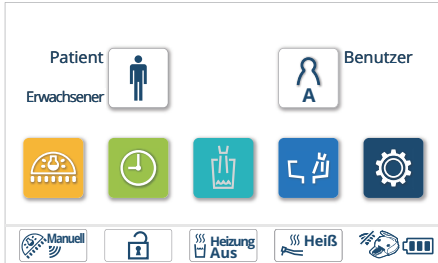 Patient
Benutzer
Erwachsener
A
Manuell
Heizung
Aus
Heiß